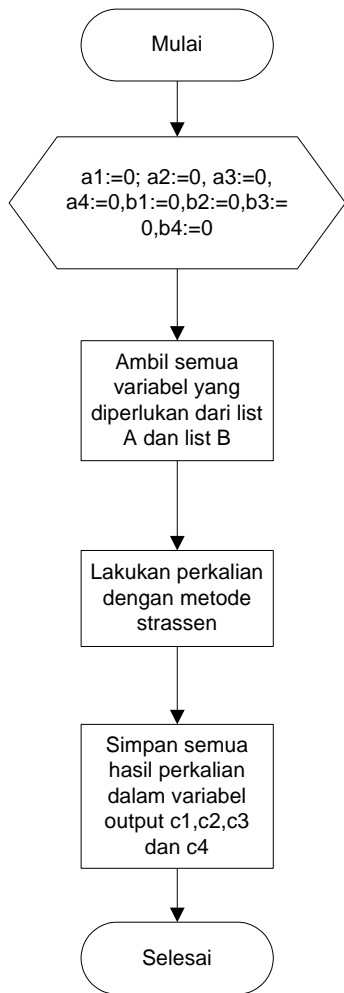 Mulai
a1:=0; a2:=0, a3:=0,
a4:=0,b1:=0,b2:=0,b3:=
0,b4:=0
Ambil semua
variabel yang
diperlukan dari list
A dan list B
Lakukan perkalian
dengan metode
strassen
Simpan semua
hasil perkalian
dalam variabel
output c1,c2,c3
dan c4
Selesai